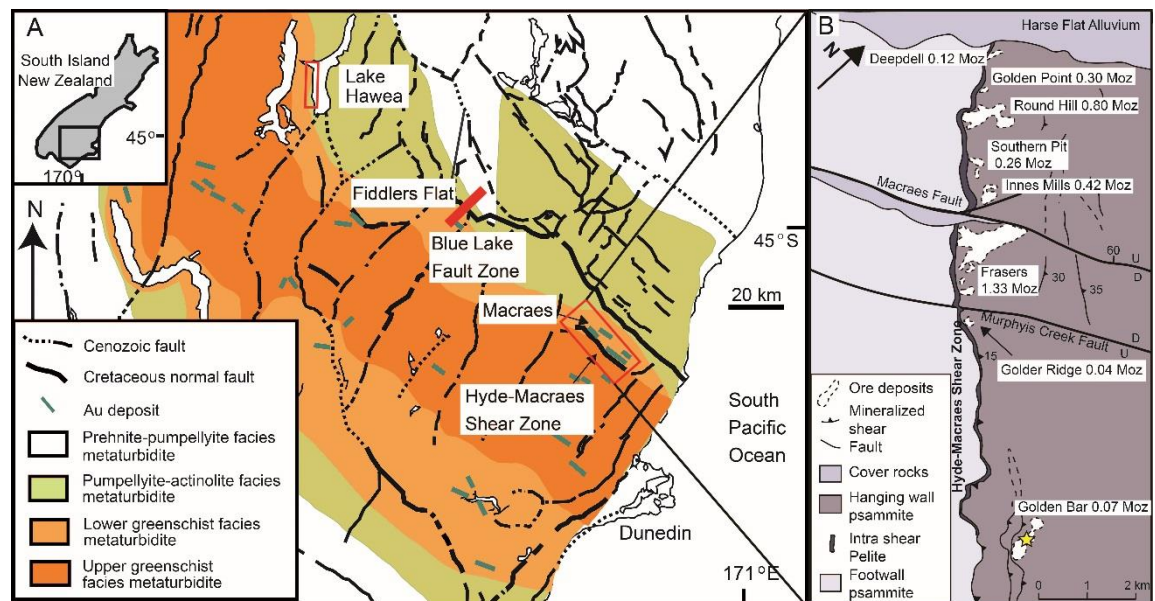 A
South Island
New Zealand
45°
170°
N
Lake
Hawea
Fiddlers Flat
Blue Lake
Fault Zone
45°S
20 km
Macraes
Hyde-Macraes
Shear Zone
South
Pacific
Ocean
Dunedin
171°E
Cenozoic fault
Cretaceous normal fault
Au deposit
Prehnite-pumpellyite facies
metaturbidite
Pumpellyite-actinolite facies
metaturbidite
Lower greenschist facies
metaturbidite
Upper greenschist
facies metaturbidite
B
Harse Flat Alluvium
N
Deepdell 0.12 Moz
Golden Point 0.30 Moz
Round Hill 0.80 Moz
Southern Pit
0.26 Moz
Innes Mills 0.42 Moz
Macraes Fault
60
U
D
Frasers
1.33 Moz
30
35
Murphyis Creek Fault
D
U
15
Golder Ridge 0.04 Moz
Hyde-Macraes Shear Zone
Golden Bar 0.07 Moz
Ore deposits
Mineralized
shear
Fault
Cover rocks
Hanging wall
psammite
Intra shear
Pelite
Footwall
psammite
0 1 2 km